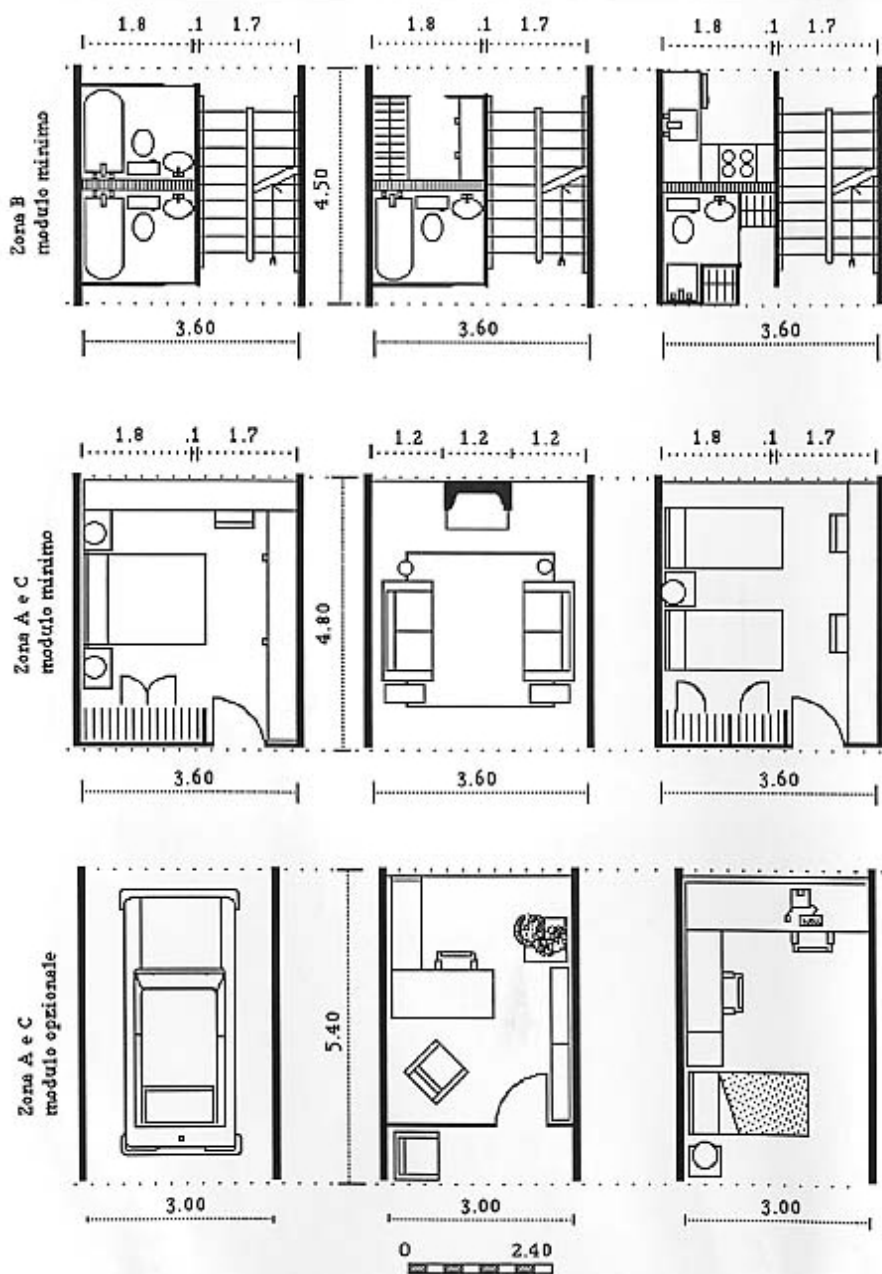 1.8 .1 1.7
1.8 .1 1.7
1.8 .1 1.7
Zona B
modulo minimo
4.50
3.60
3.60
3.60
1.8 .1 1.7
1.2 1.2 1.2
1.8 .1 1.7
Zona A e C
modulo minimo
4.80
3.60
3.60
3.60
Zona A e C
modulo opzionale
5.40
3.00
3.00
3.00
0 2.40